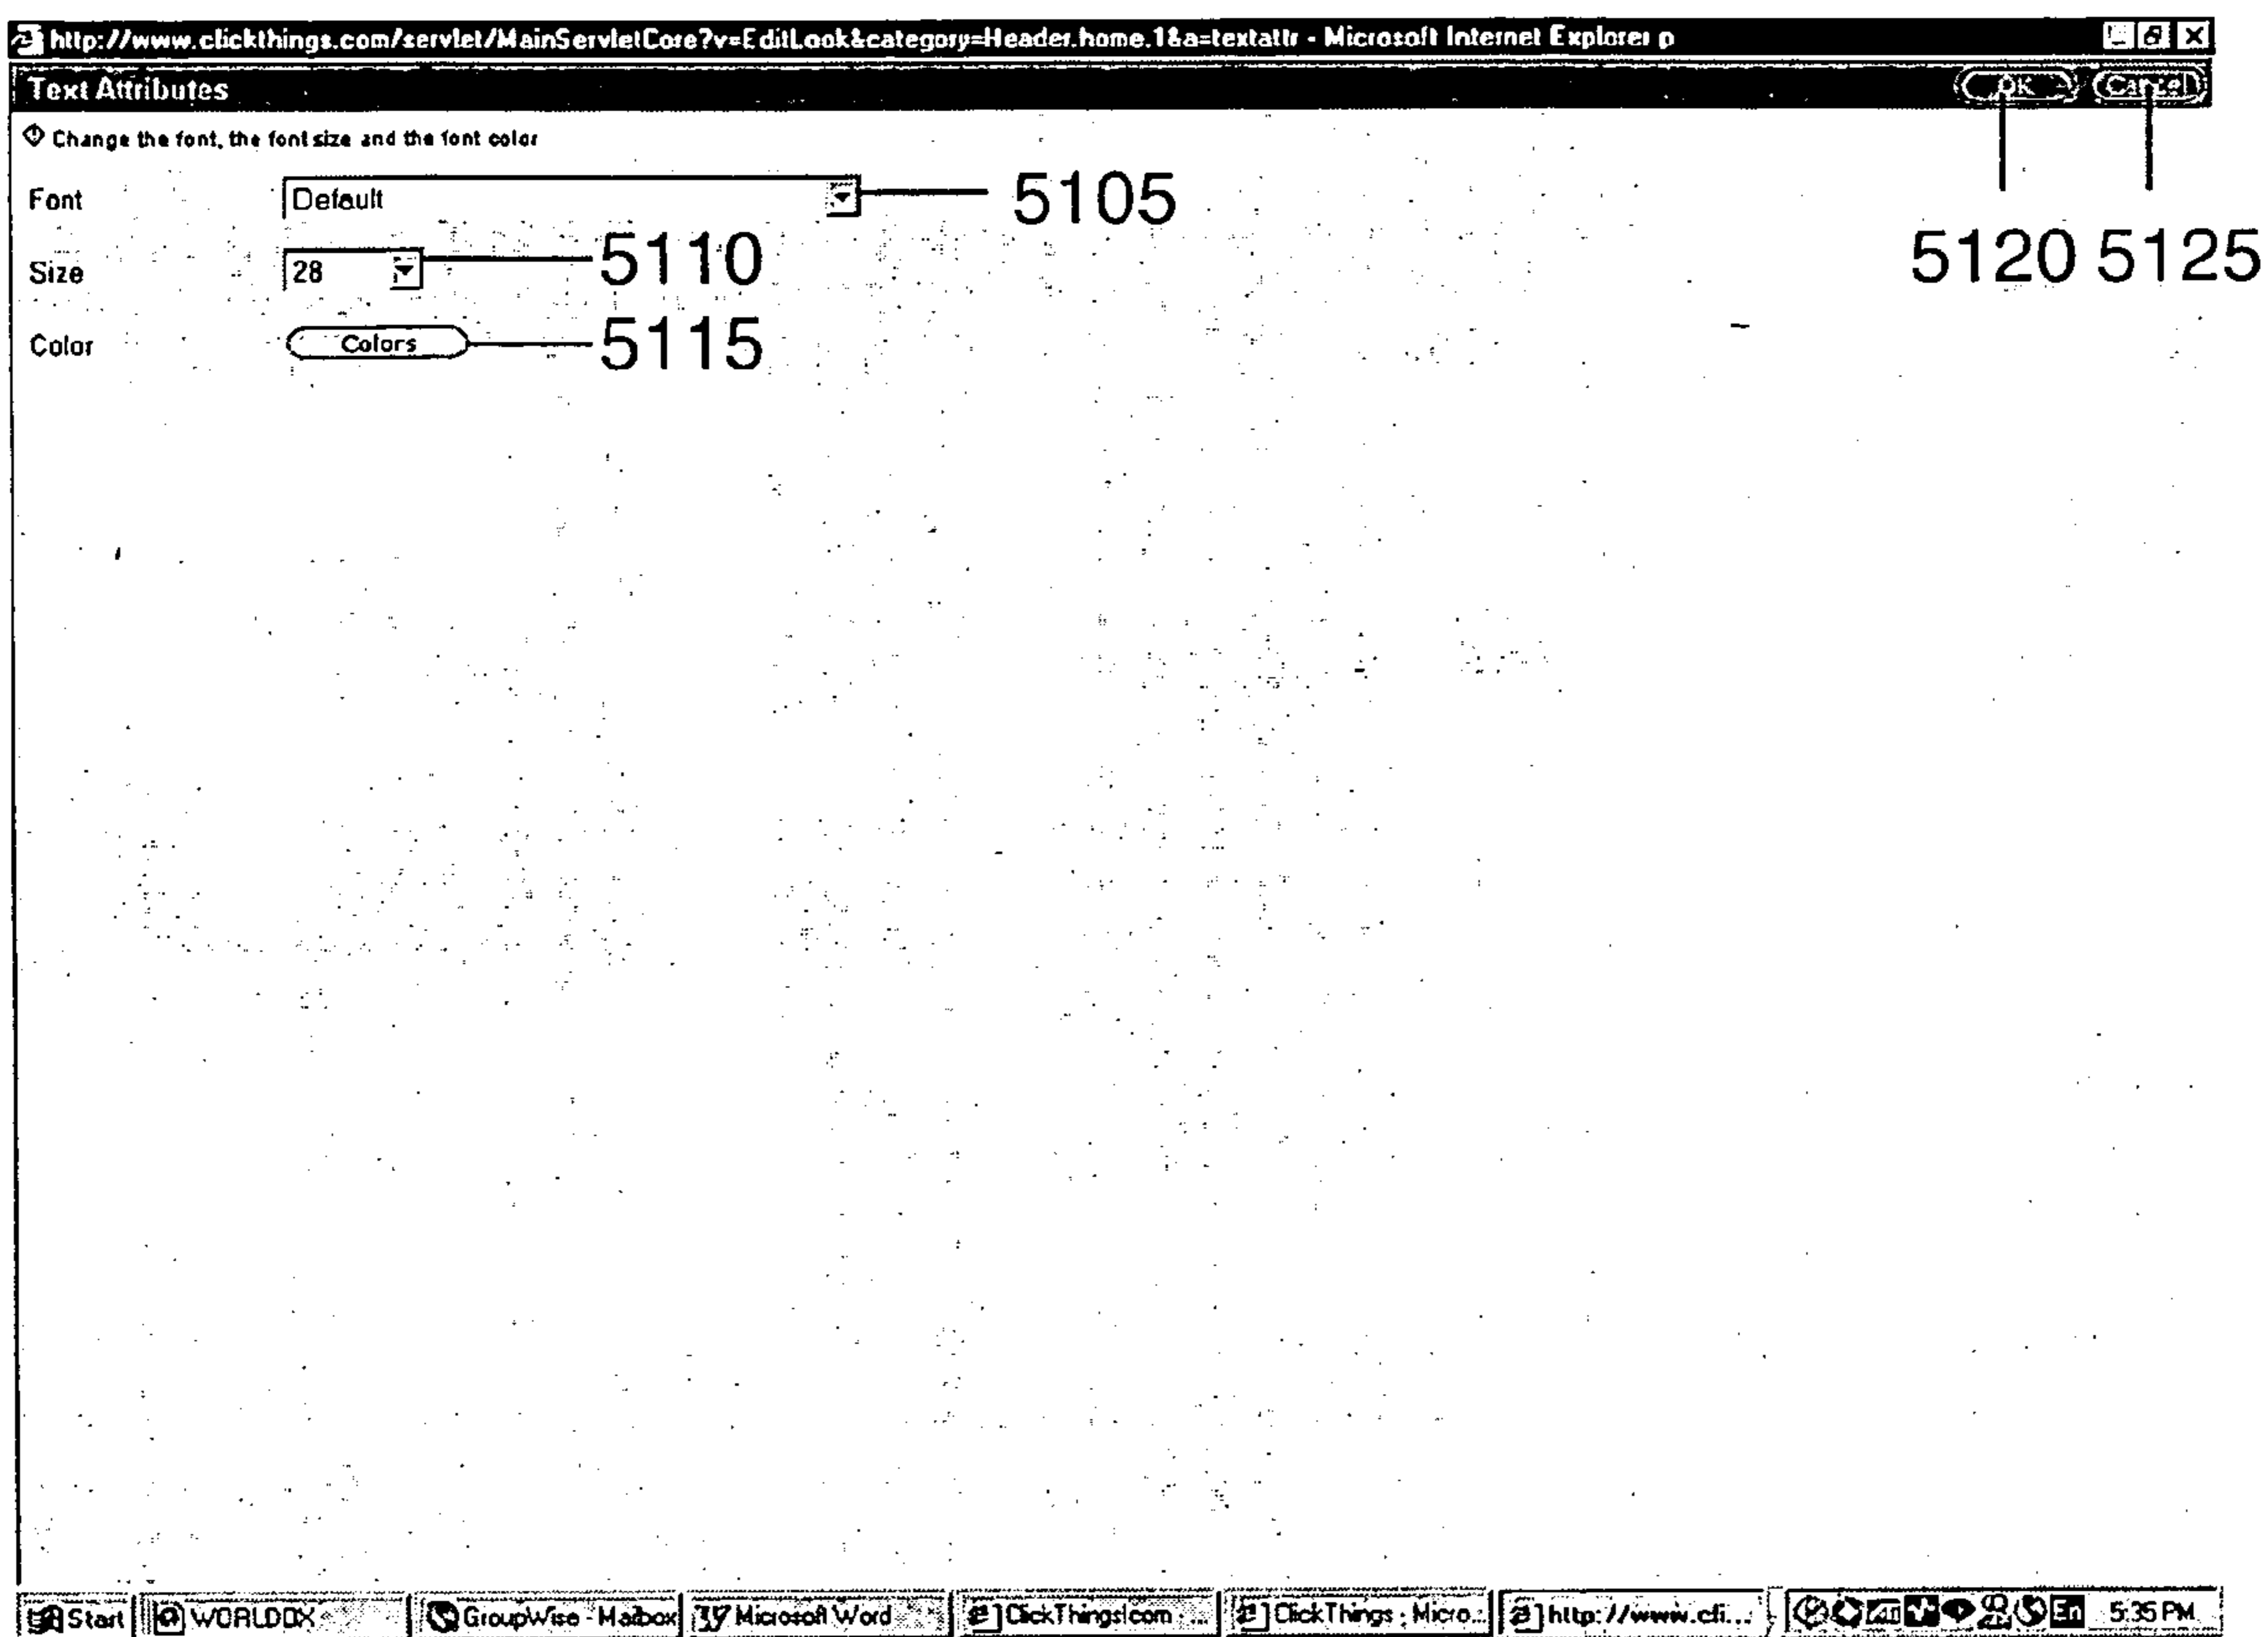 http://www.clickthings.com/servlet/MainServletCore?v=EditLook&category=Header.home.1&a=textattr - Microsoft Internet Explorer p
Text Attributes OK Cancel
Change the font, the font size and the font color
Font Default 5105
Size 28 5110 5120 5125
Color Colors 5115
Start WORLDOX GroupWise - Mailbox Microsoft Word ClickThings|com - ... ClickThings - Micro... http://www.cli... En 5:35 PM